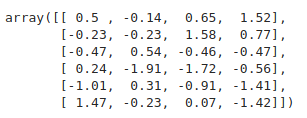 array([[ 0.5 , -0.14,  0.65,  1.52],
       [-0.23, -0.23,  1.58,  0.77],
       [-0.47,  0.54, -0.46, -0.47],
       [ 0.24, -1.91, -1.72, -0.56],
       [-1.01,  0.31, -0.91, -1.41],
       [ 1.47, -0.23,  0.07, -1.42]])